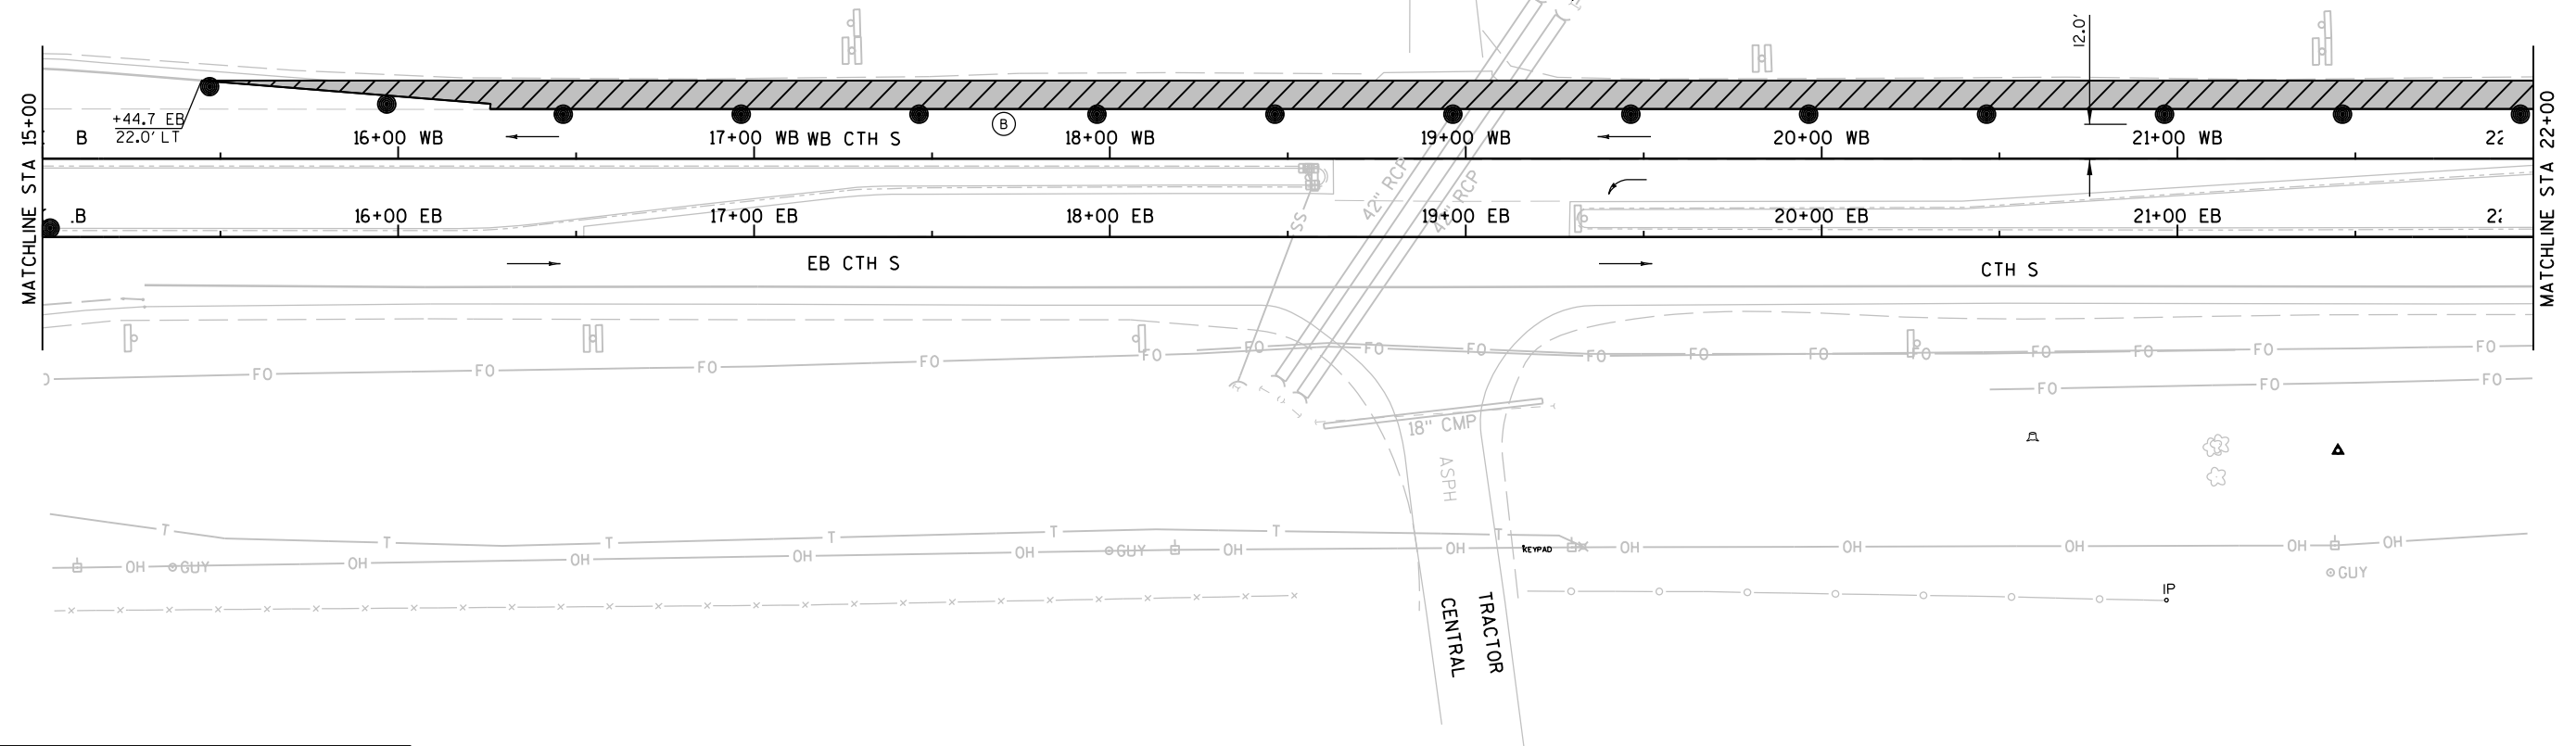 12.0'
MATCHLINE STA 15+00
+44.7 EB
22.0' LT
B
16+00 WB
17+00 WB
WB CTH S
B
18+00 WB
19+00 WB
20+00 WB
21+00 WB
22
MATCHLINE STA 22+00
42" RCP
RCP
SS
.B
16+00 EB
17+00 EB
18+00 EB
19+00 EB
20+00 EB
21+00 EB
EB CTH S
CTH S
FO FO FO FO FO FO FO FO FO FO FO FO FO FO FO
FO FO FO
18" CMP
ASPH
T T T T T T T
OH GUY OH OH OH OH GUY OH OH KEYPAD OH OH OH OH OH
GUY
IP
CENTRAL
TRACTOR